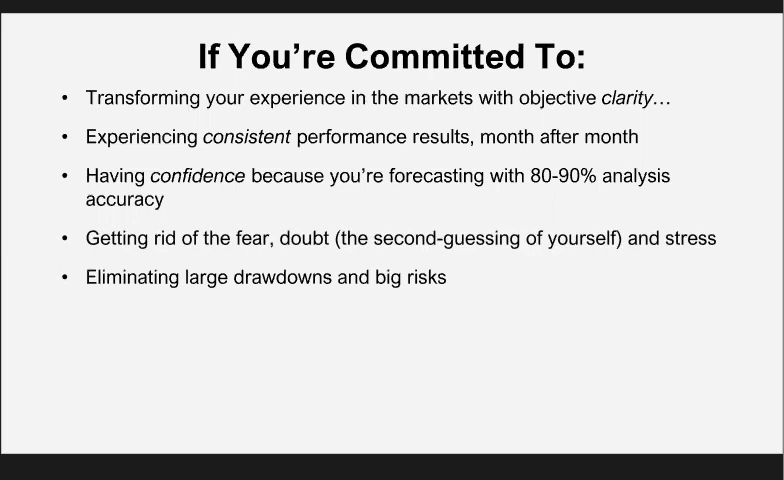 If You’re Committed To:
• Transforming your experience in the markets with objective clarity…
• Experiencing consistent performance results, month after month
• Having confidence because you’re forecasting with 80-90% analysis
accuracy
• Getting rid of the fear, doubt (the second-guessing of yourself) and stress
• Eliminating large drawdowns and big risks